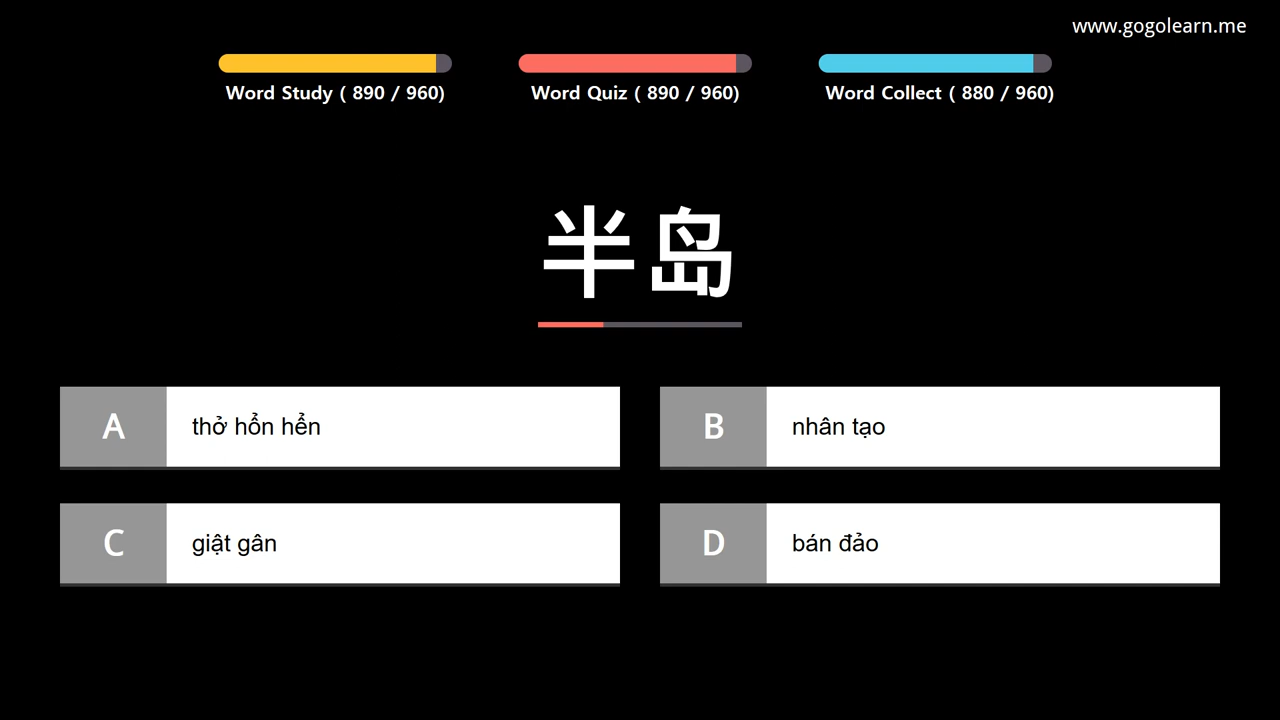 www.gogolearn.me
Word Study ( 890 / 960)
Word Quiz ( 890 / 960)
Word Collect ( 880 / 960)
半岛
A thở hổn hển
B nhân tạo
C giật gân
D bán đảo